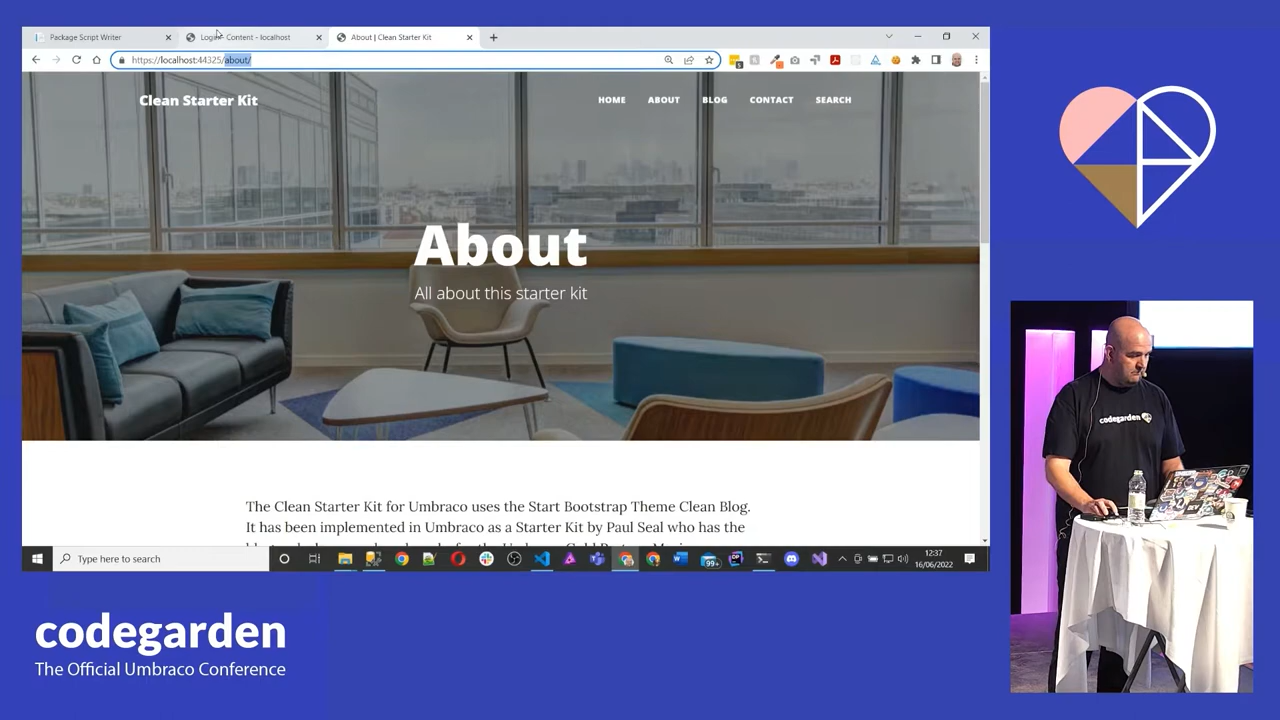 Package Script Writer
Login - Content - localhost
About | Clean Starter Kit
https://localhost:44325/about/
Clean Starter Kit
HOME
ABOUT
BLOG
CONTACT
SEARCH
About
All about this starter kit
The Clean Starter Kit for Umbraco uses the Start Bootstrap Theme Clean Blog.
It has been implemented in Umbraco as a Starter Kit by Paul Seal who has the
Type here to search
99+
12:37
16/06/2022
codegarden
codegarden
The Official Umbraco Conference